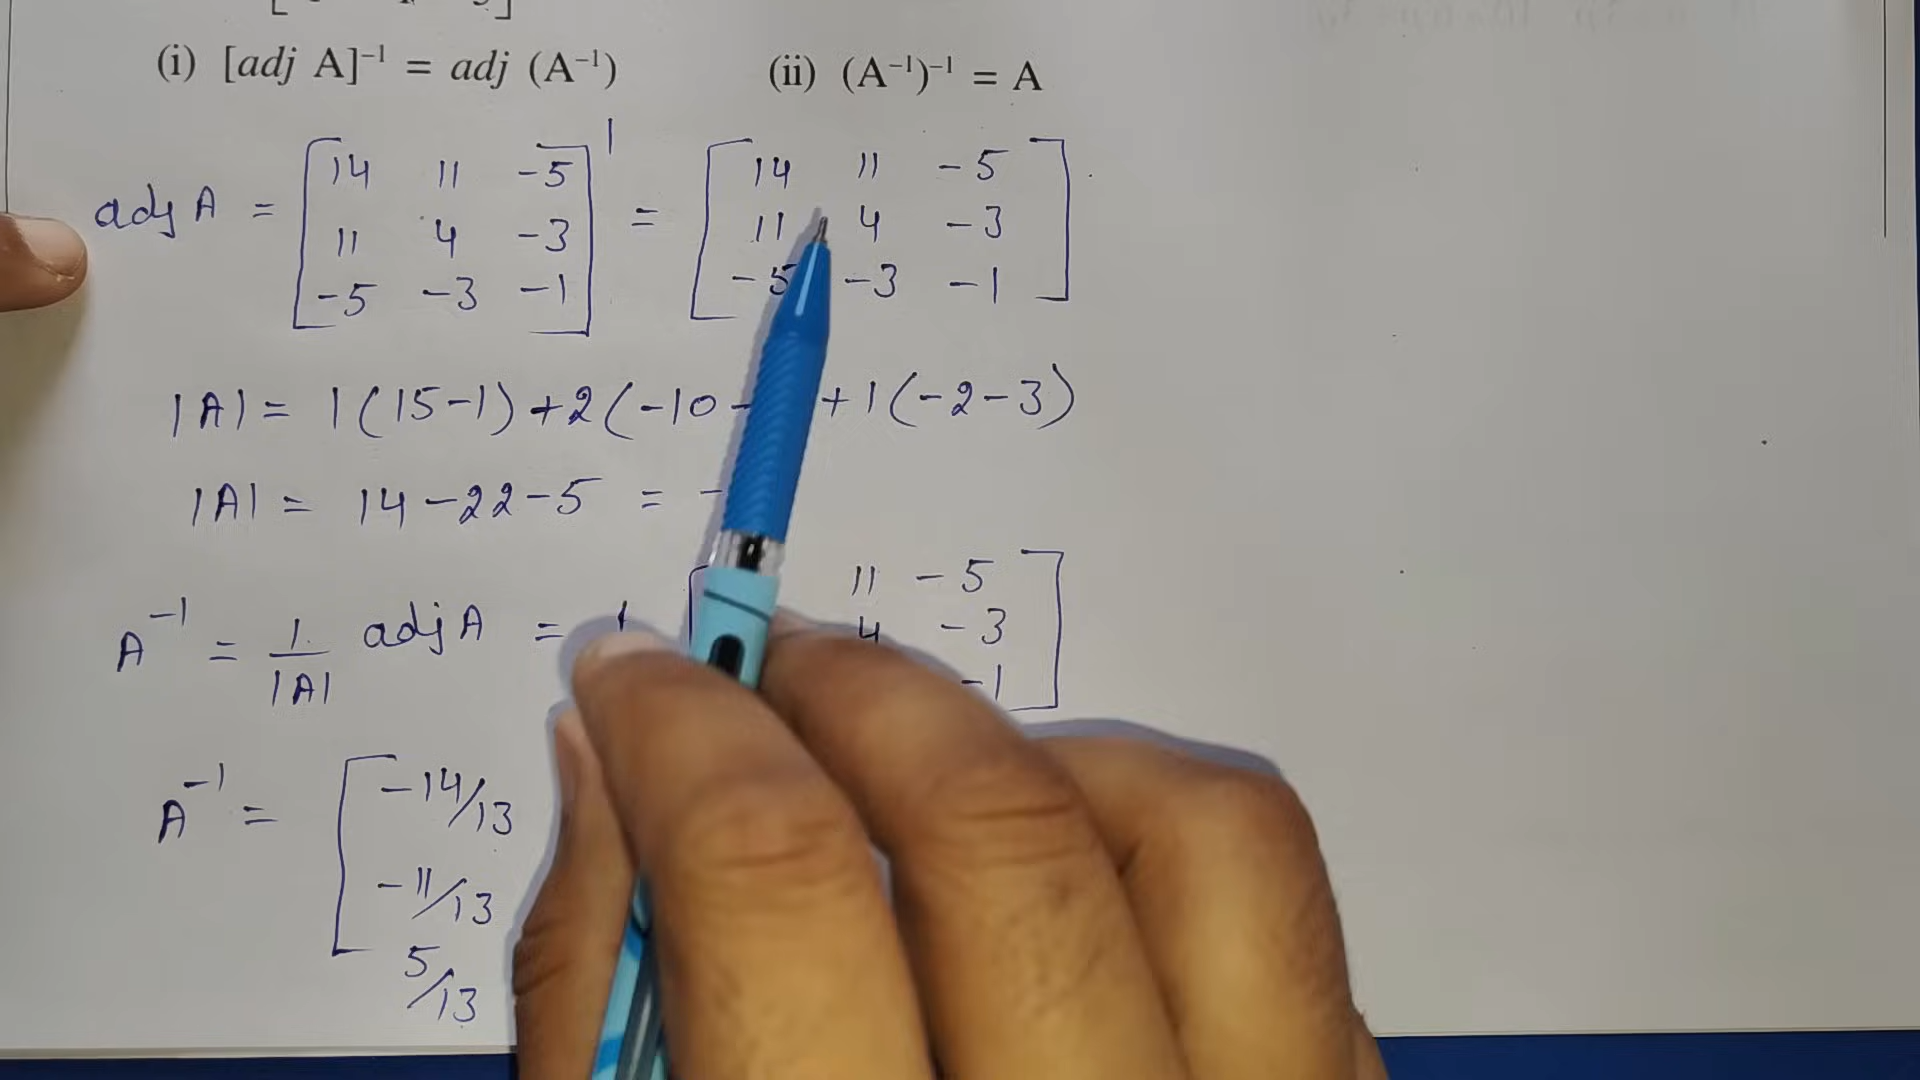 (i) [adj A]⁻¹ = adj (A⁻¹) (ii) (A⁻¹)⁻¹ = A
adj A = [14 11 -5 11 4 -3 -5 -3 -1]' = [14 11 -5 11 4 -3 -5 -3 -1]
|A| = 1(15-1)+2(-10- +1(-2-3)
|A| = 14-22-5 = -
A⁻¹ = 1/|A| adj A = 11 -5 4 -3 -1]
A⁻¹ = [-14/13
-11/13
5/13